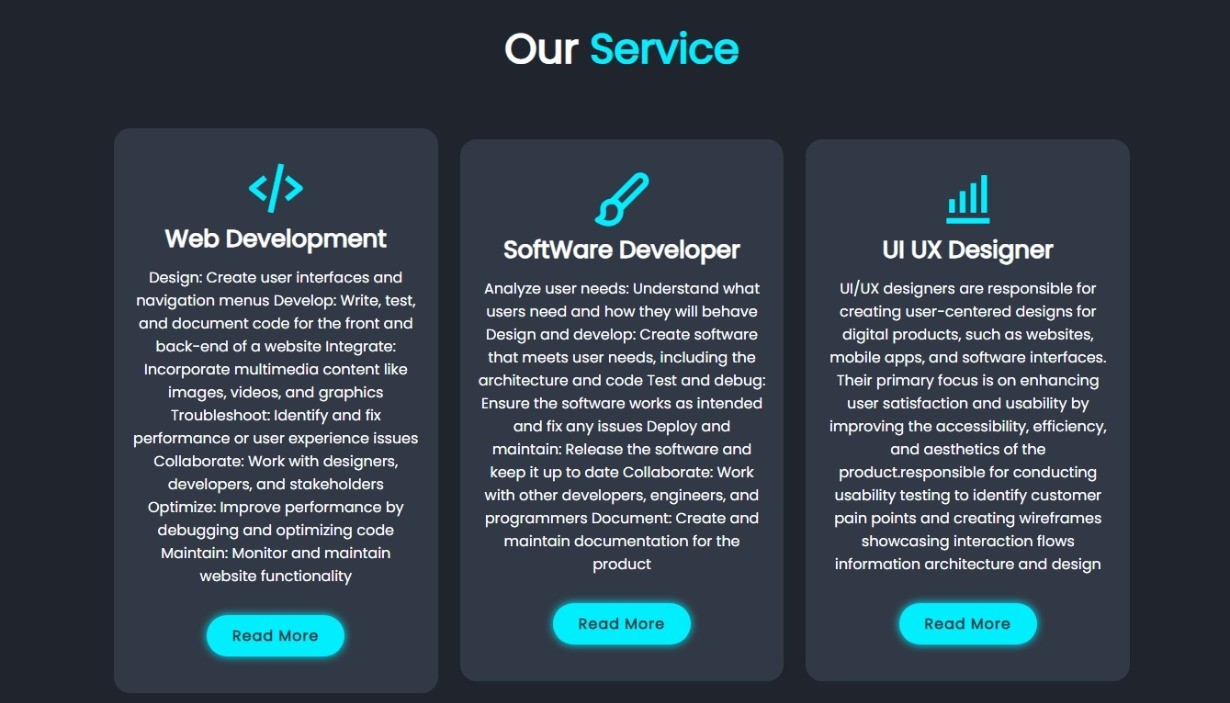 Our Service
Web Development
Design: Create user interfaces and
navigation menus Develop: Write, test,
and document code for the front and
back-end of a website Integrate:
Incorporate multimedia content like
images, videos, and graphics
Troubleshoot: Identify and fix
performance or user experience issues
Collaborate: Work with designers,
developers, and stakeholders
Optimize: Improve performance by
debugging and optimizing code
Maintain: Monitor and maintain
website functionality
Read More
SoftWare Developer
Analyze user needs: Understand what
users need and how they will behave
Design and develop: Create software
that meets user needs, including the
architecture and code Test and debug:
Ensure the software works as intended
and fix any issues Deploy and
maintain: Release the software and
keep it up to date Collaborate: Work
with other developers, engineers, and
programmers Document: Create and
maintain documentation for the
product
Read More
UI UX Designer
UI/UX designers are responsible for
creating user-centered designs for
digital products, such as websites,
mobile apps, and software interfaces.
Their primary focus is on enhancing
user satisfaction and usability by
improving the accessibility, efficiency,
and aesthetics of the
product.responsible for conducting
usability testing to identify customer
pain points and creating wireframes
showcasing interaction flows
information architecture and design
Read More